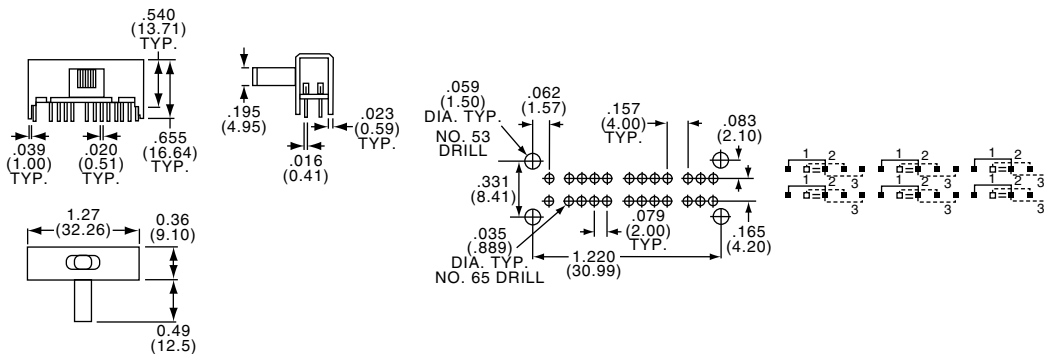 .540
(13.71)
TYP.
.039
(1.00)
TYP.
.020
(0.51)
TYP.
.655
(16.64)
TYP.
.195
(4.95)
.023
(0.59)
TYP.
.016
(0.41)
1.27
(32.26)
0.36
(9.10)
0.49
(12.5)
.059
(1.50)
DIA. TYP.
NO. 53
DRILL
.062
(1.57)
.157
(4.00)
TYP.
.083
(2.10)
.331
(8.41)
.035
(.889)
DIA. TYP.
NO. 65 DRILL
.079
(2.00)
TYP.
.165
(4.20)
1.220
(30.99)
1 2 3
1 2 3
1 2 3
1 2 3
1 2 3
1 2 3